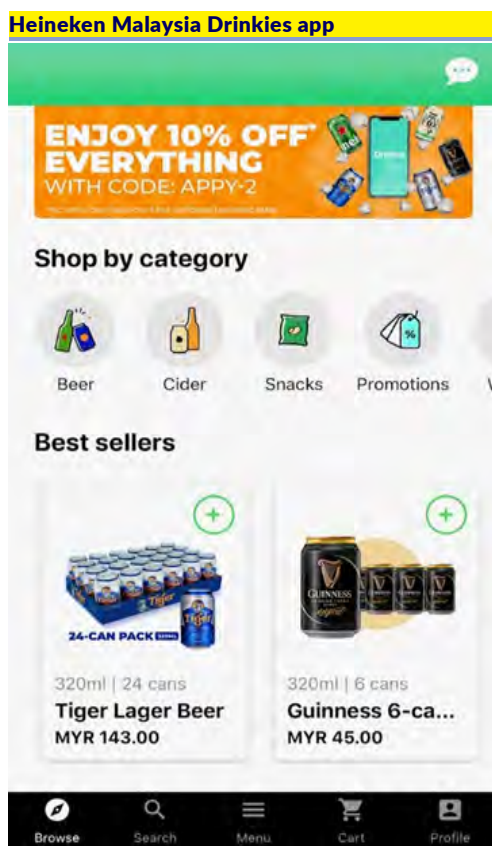 Heineken Malaysia Drinkies app
ENJOY 10% OFF*
EVERYTHING
WITH CODE: APPY-2
Shop by category
Beer
Cider
Snacks
Promotions
Best sellers
Tiger
24-CAN PACK
GUINNESS
320ml | 24 cans
320ml | 6 cans
Tiger Lager Beer
Guinness 6-ca...
MYR 143.00
MYR 45.00
Browse
Search
Menu
Cart
Profile